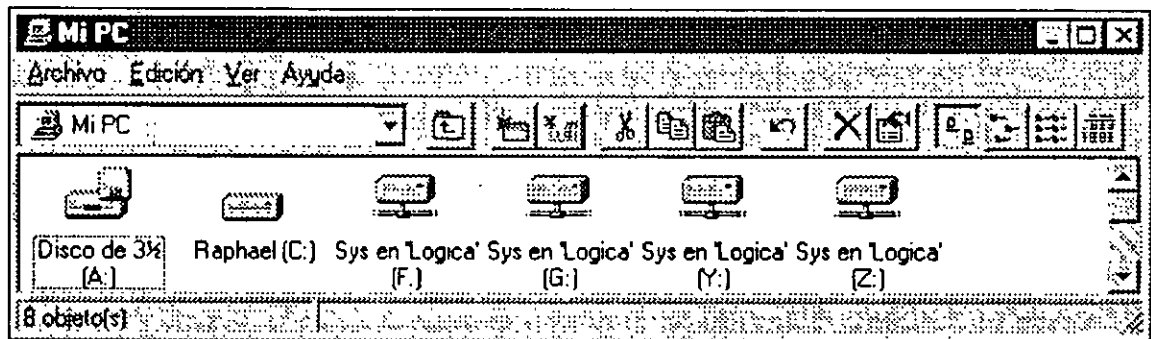 Mi PC
Archivo Edición Ver Ayuda
Mi PC
Disco de 3½ Raphael (C:) Sys en 'Logica' Sys en 'Logica' Sys en 'Logica' Sys en 'Logica'
(A:) (F:) (G:) (Y:) (Z:)
8 objeto(s)